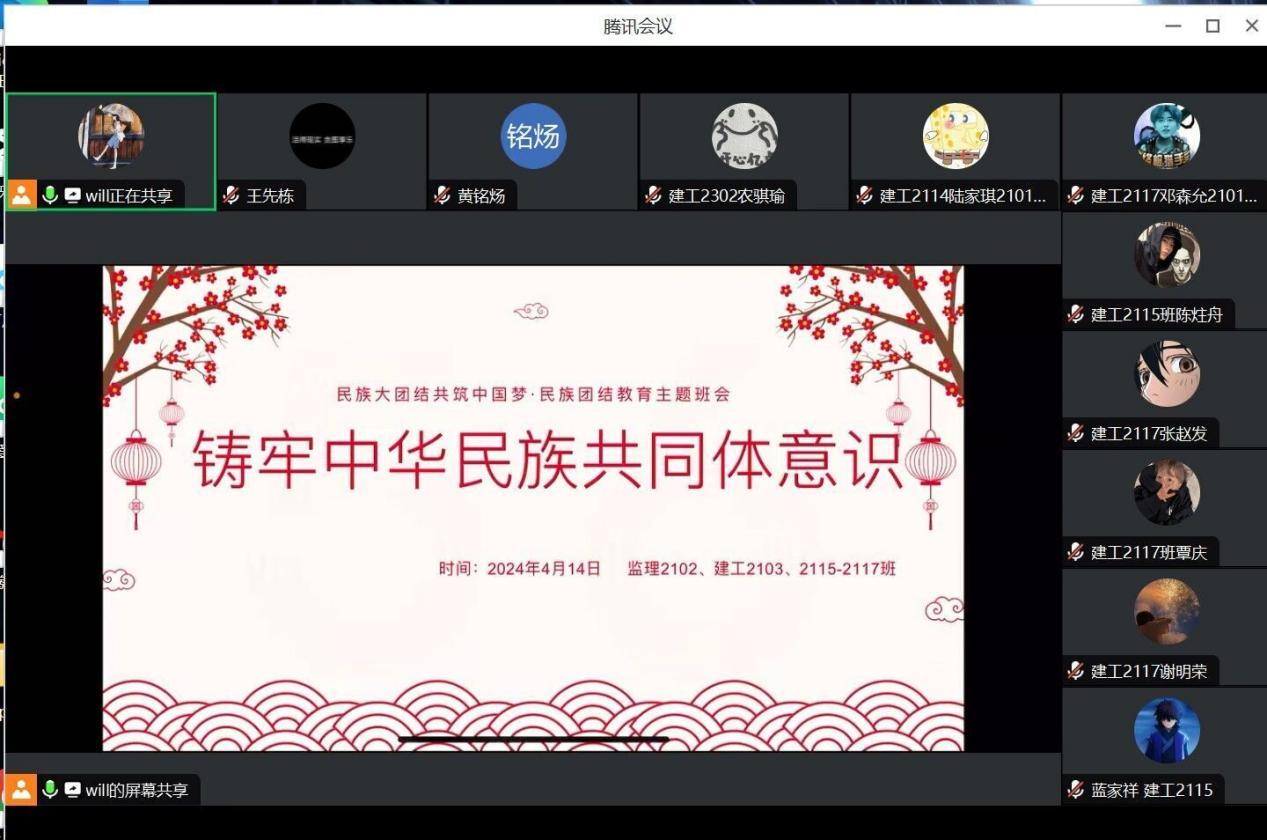 腾讯会议
will正在共享
王先栋
铭炀
黄铭炀
建工2302农骐瑜
建工2114陆家琪2101...
建工2117邓森允2101...
建工2115班陈炷舟
建工2117张赵发
建工2117班覃庆
建工2117谢明荣
蓝家祥 建工2115
民族大团结共筑中国梦·民族团结教育主题班会
铸牢中华民族共同体意识
时间：2024年4月14日 监理2102、建工2103、2115-2117班
will的屏幕共享